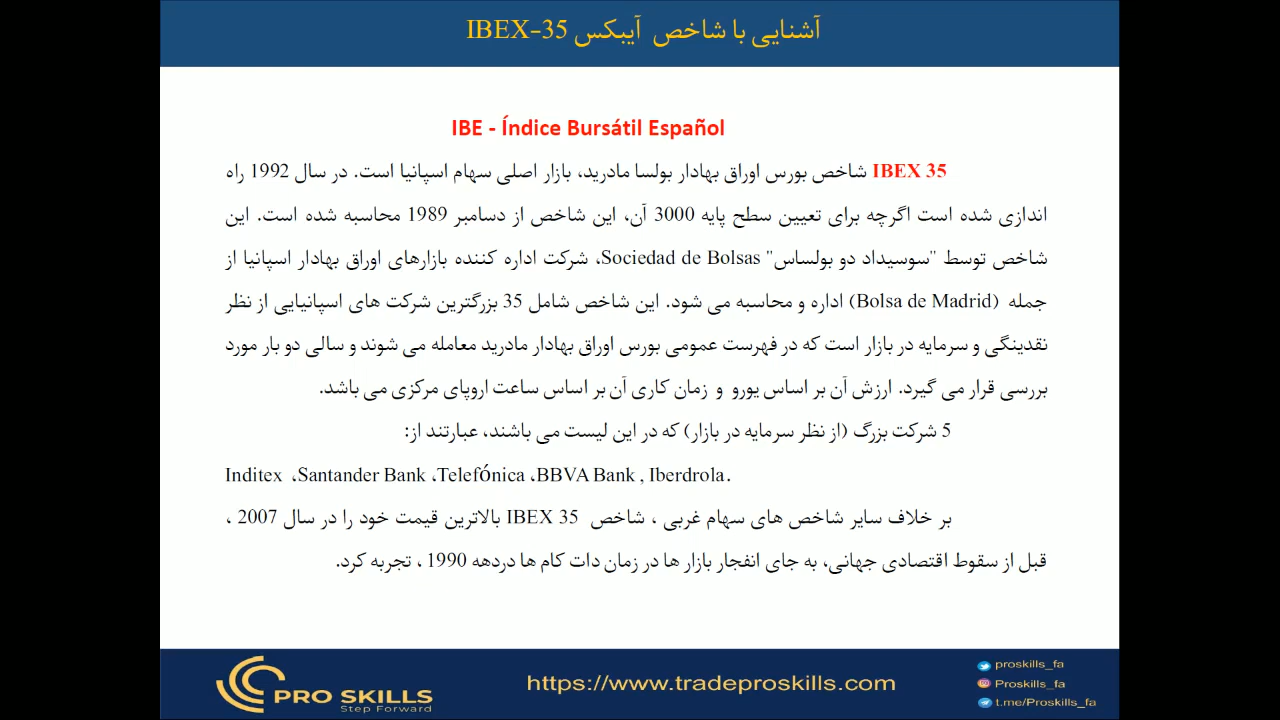 آشنایی با شاخص آیبکس IBEX-35
IBE - Índice Bursátil Español
IBEX 35 شاخص بورس اوراق بهادار بولسا مادرید، بازار اصلی سهام اسپانیا است. در سال 1992 راه
اندازی شده است اگرچه برای تعیین سطح پایه 3000 آن، این شاخص از دسامبر 1989 محاسبه شده است. این
شاخص توسط "سوسیداد دو بولساس" Sociedad de Bolsas، شرکت اداره کننده بازارهای اوراق بهادار اسپانیا از
جمله (Bolsa de Madrid) اداره و محاسبه می شود. این شاخص شامل 35 بزرگترین شرکت های اسپانیایی از نظر
نقدینگی و سرمایه در بازار است که در فهرست عمومی بورس اوراق بهادار مادرید معامله می شوند و سالی دو بار مورد
بررسی قرار می گیرد. ارزش آن بر اساس یورو و زمان کاری آن بر اساس ساعت اروپای مرکزی می باشد.
5 شرکت بزرگ (از نظر سرمایه در بازار) که در این لیست می باشند، عبارتند از:
Inditex ،Santander Bank ،Telefónica ،BBVA Bank , Iberdrola.
بر خلاف سایر شاخص های سهام غربی ، شاخص IBEX 35 بالاترین قیمت خود را در سال 2007 ،
قبل از سقوط اقتصادی جهانی، به جای انفجار بازار ها در زمان دات کام ها دردهه 1990 ، تجربه کرد.
PRO SKILLS
Step Forward
https://www.tradeproskills.com
proskills_fa
Proskills_fa
t.me/Proskills_fa